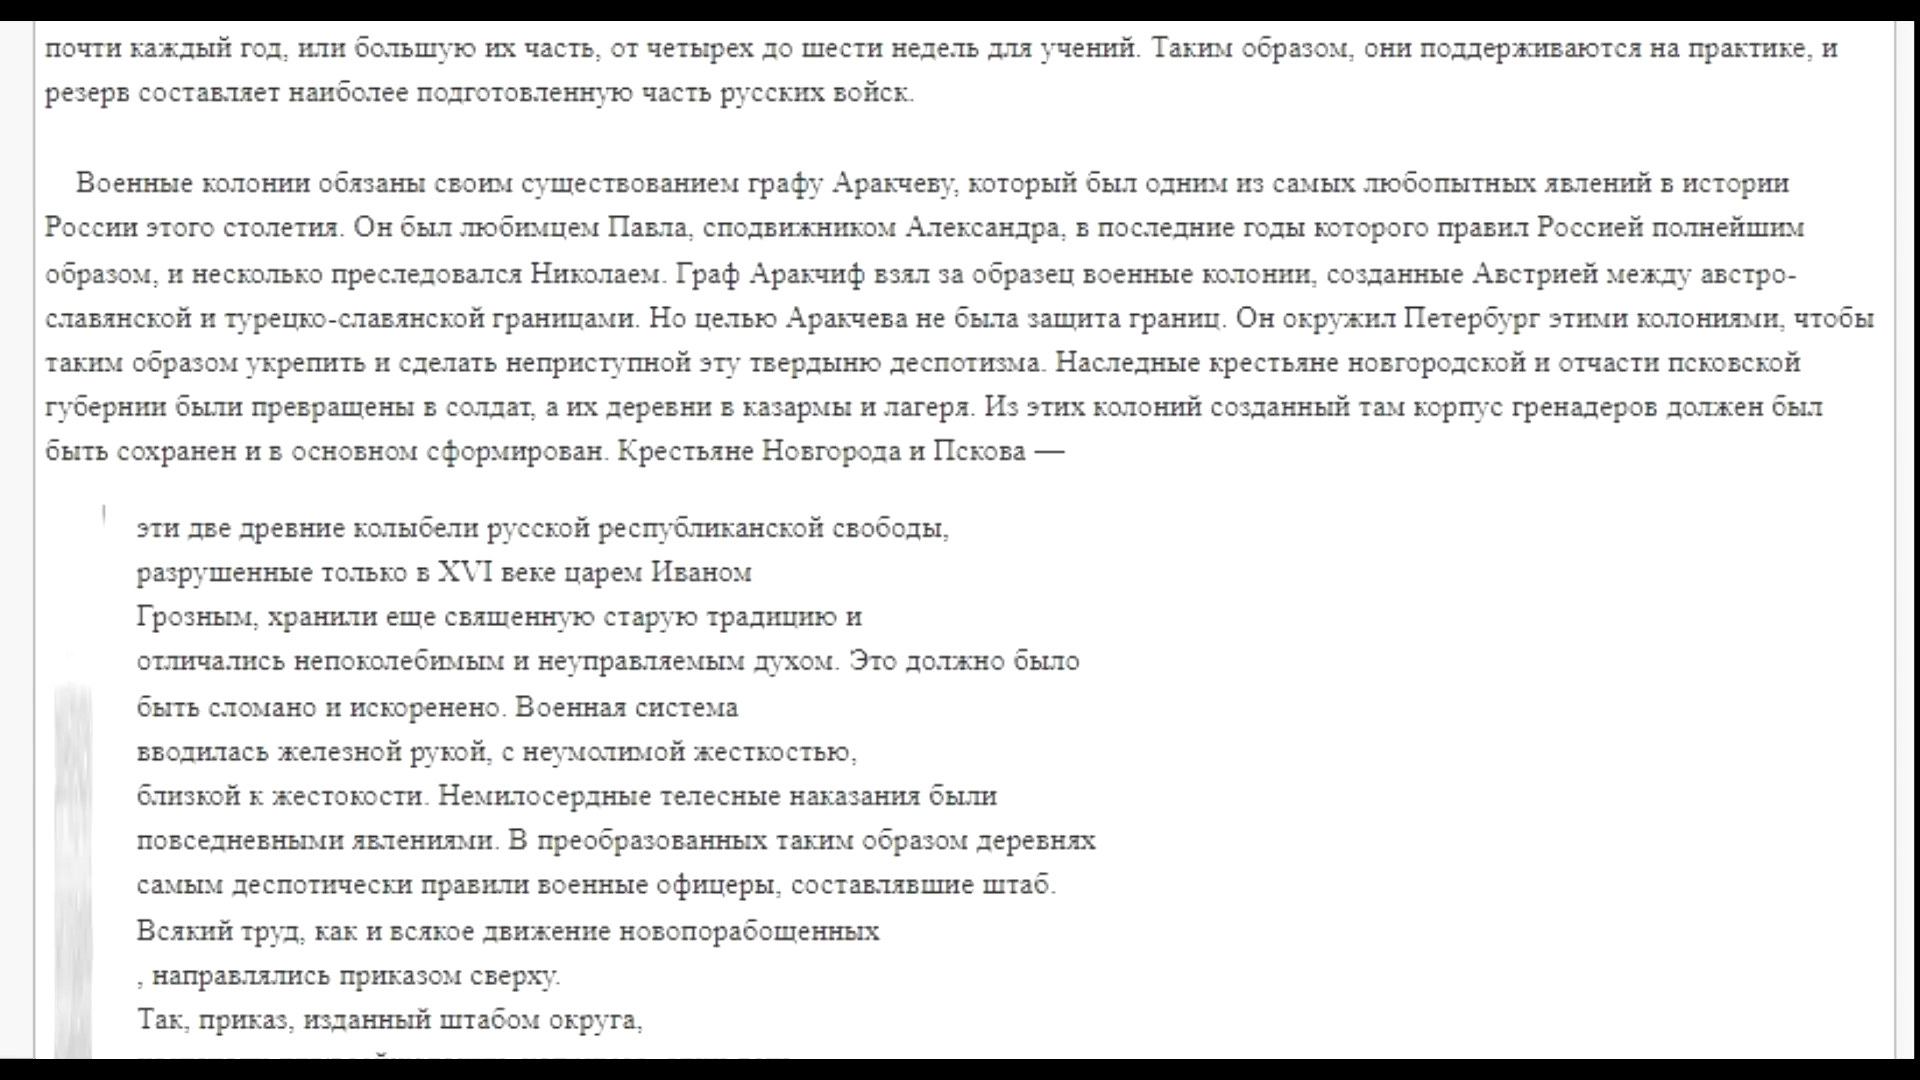 почти каждый год, или большую их часть, от четырех до шести недель для учений. Таким образом, они поддерживаются на практике, и
резерв составляет наиболее подготовленную часть русских войск.
Военные колонии обязаны своим существованием графу Аракчеву, который был одним из самых любопытных явлений в истории
России этого столетия. Он был любимцем Павла, сподвижником Александра, в последние годы которого правил Россией полнейшим
образом, и несколько преследовался Николаем. Граф Аракчиф взял за образец военные колонии, созданные Австрией между австро-
славянской и турецко-славянской границами. Но целью Аракчева не была защита границ. Он окружил Петербург этими колониями, чтобы
таким образом укрепить и сделать неприступной эту твердыню деспотизма. Наследные крестьяне новгородской и отчасти псковской
губернии были превращены в солдат, а их деревни в казармы и лагеря. Из этих колоний созданный там корпус гренадеров должен был
быть сохранен и в основном сформирован. Крестьяне Новгорода и Пскова —
эти две древние колыбели русской республиканской свободы,
разрушенные только в XVI веке царем Иваном
Грозным, хранили еще священную старую традицию и
отличались непоколебимым и неуправляемым духом. Это должно было
быть сломано и искоренено. Военная система
вводилась железной рукой, с неумолимой жесткостью,
близкой к жестокости. Немилосердные телесные наказания были
повседневными явлениями. В преобразованных таким образом деревнях
самым деспотически правили военные офицеры, составлявшие штаб.
Всякий труд, как и всякое движение новопорабощенных
, направлялись приказом сверху.
Так, приказ, изданный штабом округа,